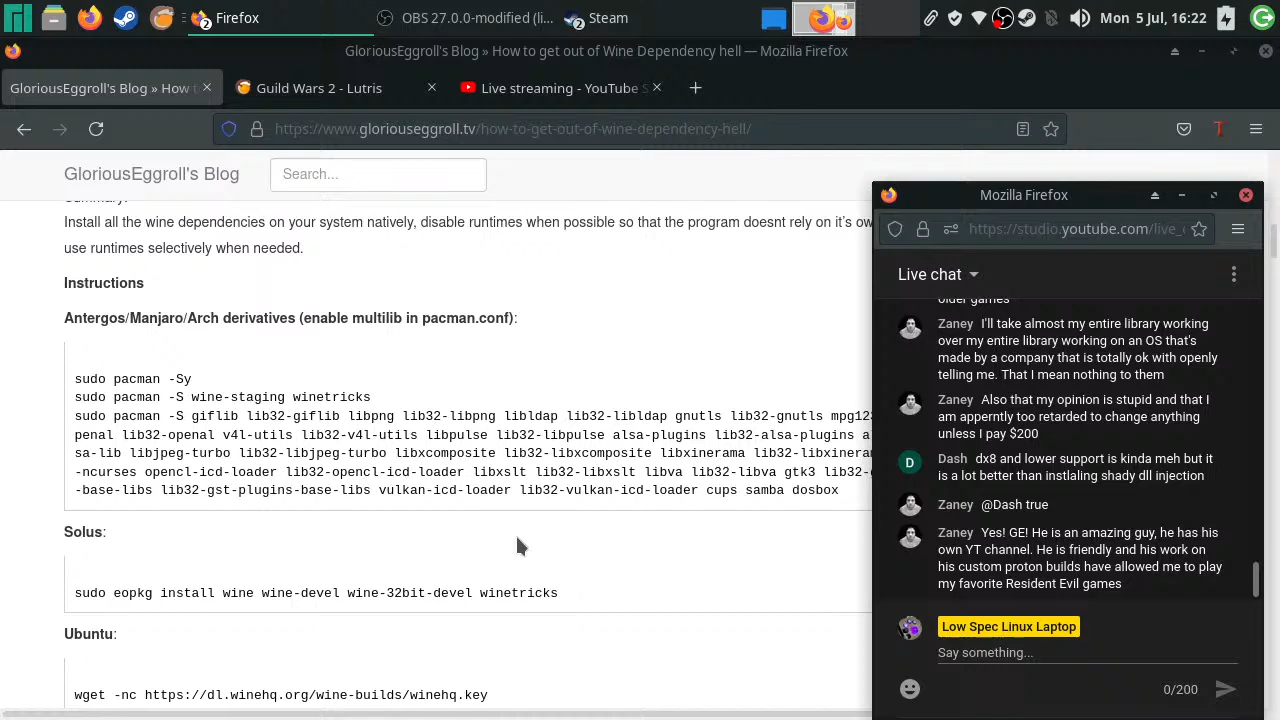 Firefox
OBS 27.0.0-modified (li...
Steam
Mon 5 Jul, 16:22
GloriousEggroll's Blog » How to get out of Wine Dependency hell — Mozilla Firefox
GloriousEggroll's Blog » How t
Guild Wars 2 - Lutris
Live streaming - YouTube S
https://www.gloriouseggroll.tv/how-to-get-out-of-wine-dependency-hell/
GloriousEggroll's Blog
Search...
Summary:
Install all the wine dependencies on your system natively, disable runtimes when possible so that the program doesnt rely on it's ow
use runtimes selectively when needed.
Instructions
Antergos/Manjaro/Arch derivatives (enable multilib in pacman.conf):
sudo pacman -Sy
sudo pacman -S wine-staging winetricks
sudo pacman -S giflib lib32-giflib libpng lib32-libpng libldap lib32-libldap gnutls lib32-gnutls mpg123
penal lib32-openal v4l-utils lib32-v4l-utils libpulse lib32-libpulse alsa-plugins lib32-alsa-plugins al
sa-lib libjpeg-turbo lib32-libjpeg-turbo libxcomposite lib32-libxcomposite libxinerama lib32-libxinera
-ncurses opencl-icd-loader lib32-opencl-icd-loader libxslt lib32-libxslt libva lib32-libva gtk3 lib32-g
-base-libs lib32-gst-plugins-base-libs vulkan-icd-loader lib32-vulkan-icd-loader cups samba dosbox
Solus:
sudo eopkg install wine wine-devel wine-32bit-devel winetricks
Ubuntu:
wget -nc https://dl.winehq.org/wine-builds/winehq.key
Mozilla Firefox
https://studio.youtube.com/live_
Live chat
older games
Zaney I'll take almost my entire library working
over my entire library working on an OS that's
made by a company that is totally ok with openly
telling me. That I mean nothing to them
Zaney Also that my opinion is stupid and that I
am apperntly too retarded to change anything
unless I pay $200
D
Dash dx8 and lower support is kinda meh but it
is a lot better than instlaling shady dll injection
Zaney @Dash true
Zaney Yes! GE! He is an amazing guy, he has his
own YT channel. He is friendly and his work on
his custom proton builds have allowed me to play
my favorite Resident Evil games
Low Spec Linux Laptop
Say something...
0/200